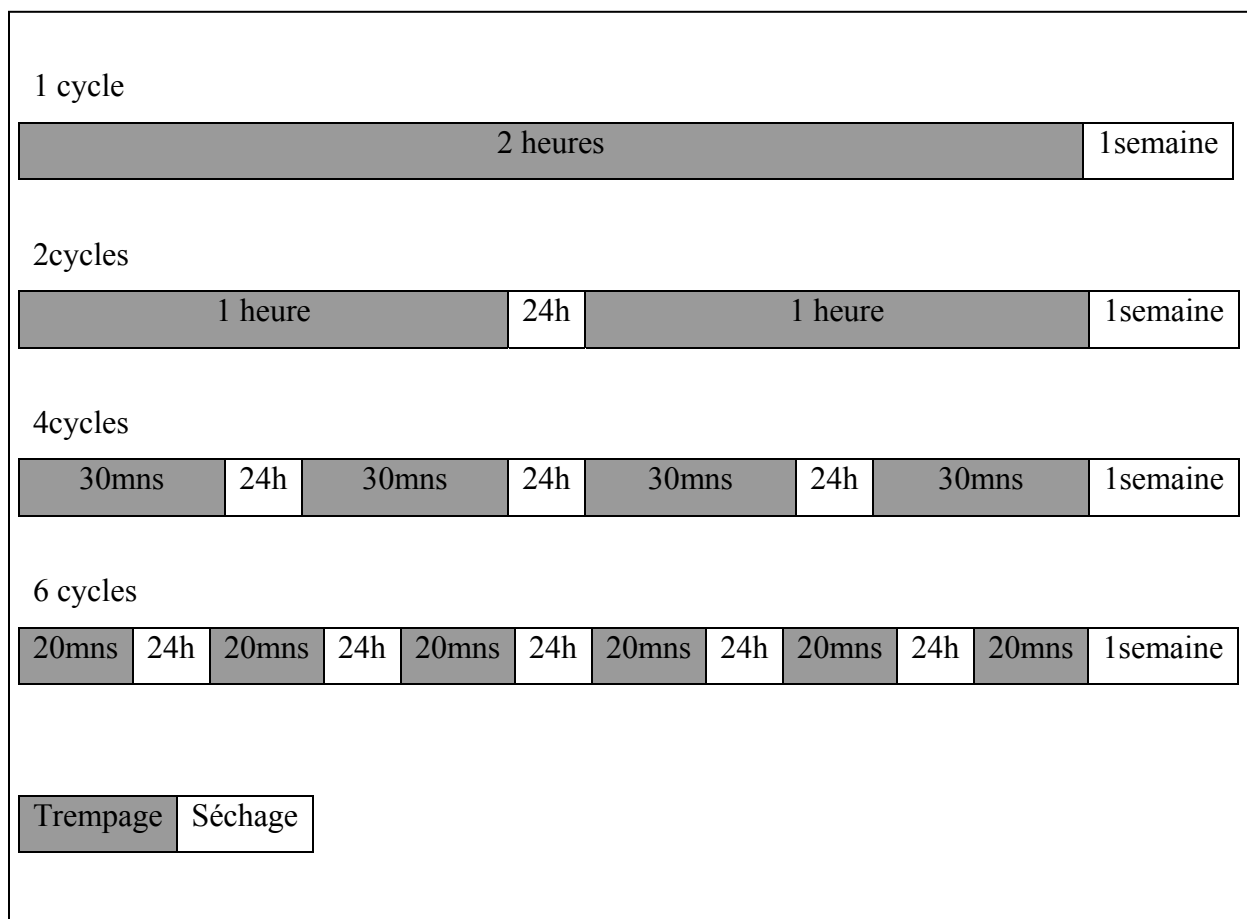 1 cycle
2 heures 1semaine
2cycles
1 heure 24h 1 heure 1semaine
4cycles
30mns 24h 30mns 24h 30mns 24h 30mns 1semaine
6 cycles
20mns 24h 20mns 24h 20mns 24h 20mns 24h 20mns 24h 20mns 1semaine
Trempage Séchage